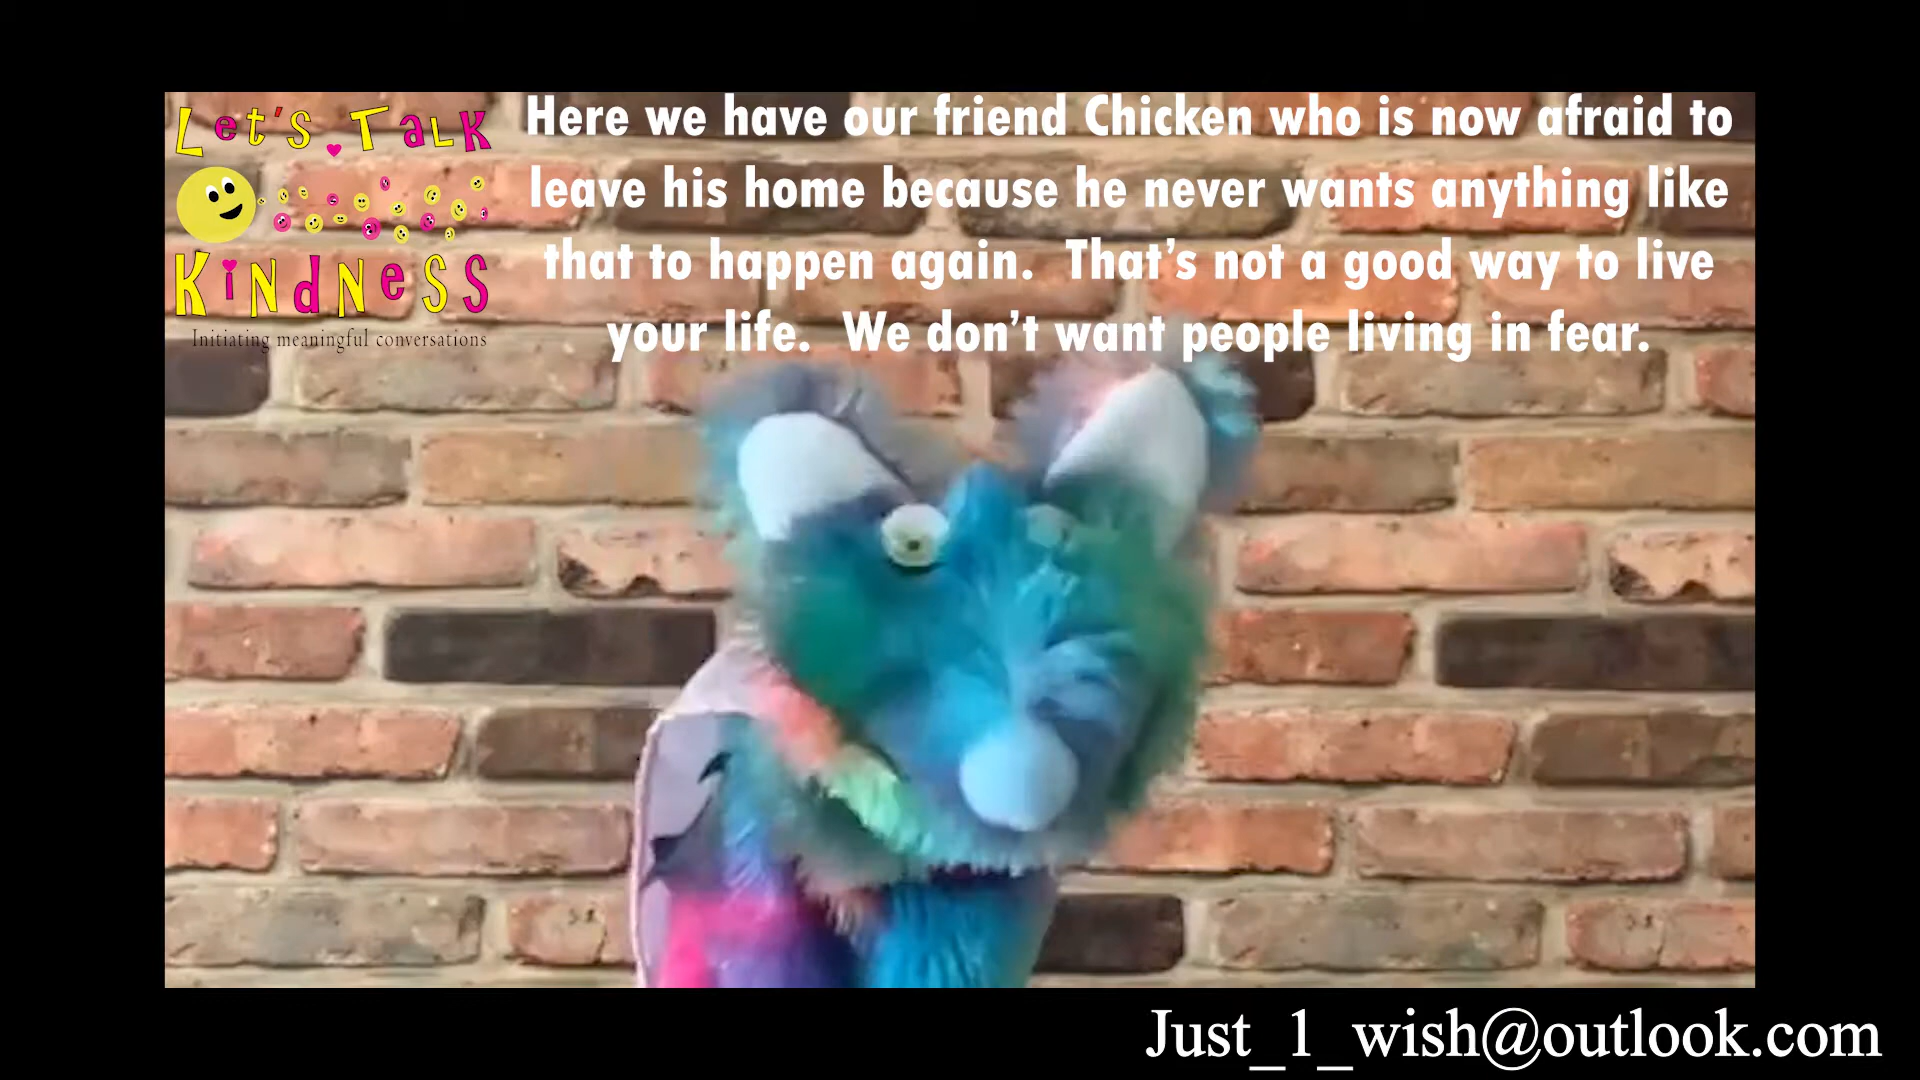 Let's Talk
Kindness
Initiating meaningful conversations
Here we have our friend Chicken who is now afraid to
leave his home because he never wants anything like
that to happen again. That's not a good way to live
your life. We don't want people living in fear.
Just_1_wish@outlook.com